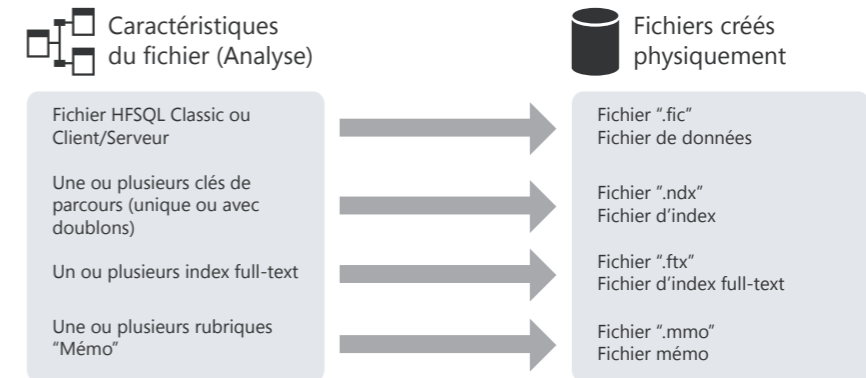 Caractéristiques
du fichier (Analyse)
Fichiers créés
physiquement
Fichier HFSQL Classic ou
Client/Serveur
Fichier ".fic"
Fichier de données
Une ou plusieurs clés de
parcours (unique ou avec
doublons)
Fichier ".ndx"
Fichier d'index
Un ou plusieurs index full-text
Fichier ".ftx"
Fichier d'index full-text
Une ou plusieurs rubriques
“Mémo”
Fichier ".mmo"
Fichier mémo